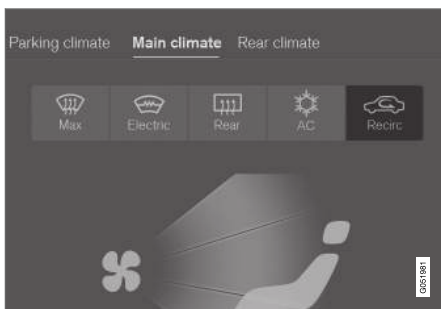 Parking climate Main climate Rear climate
Max Electric Rear AC Recirc
G051981